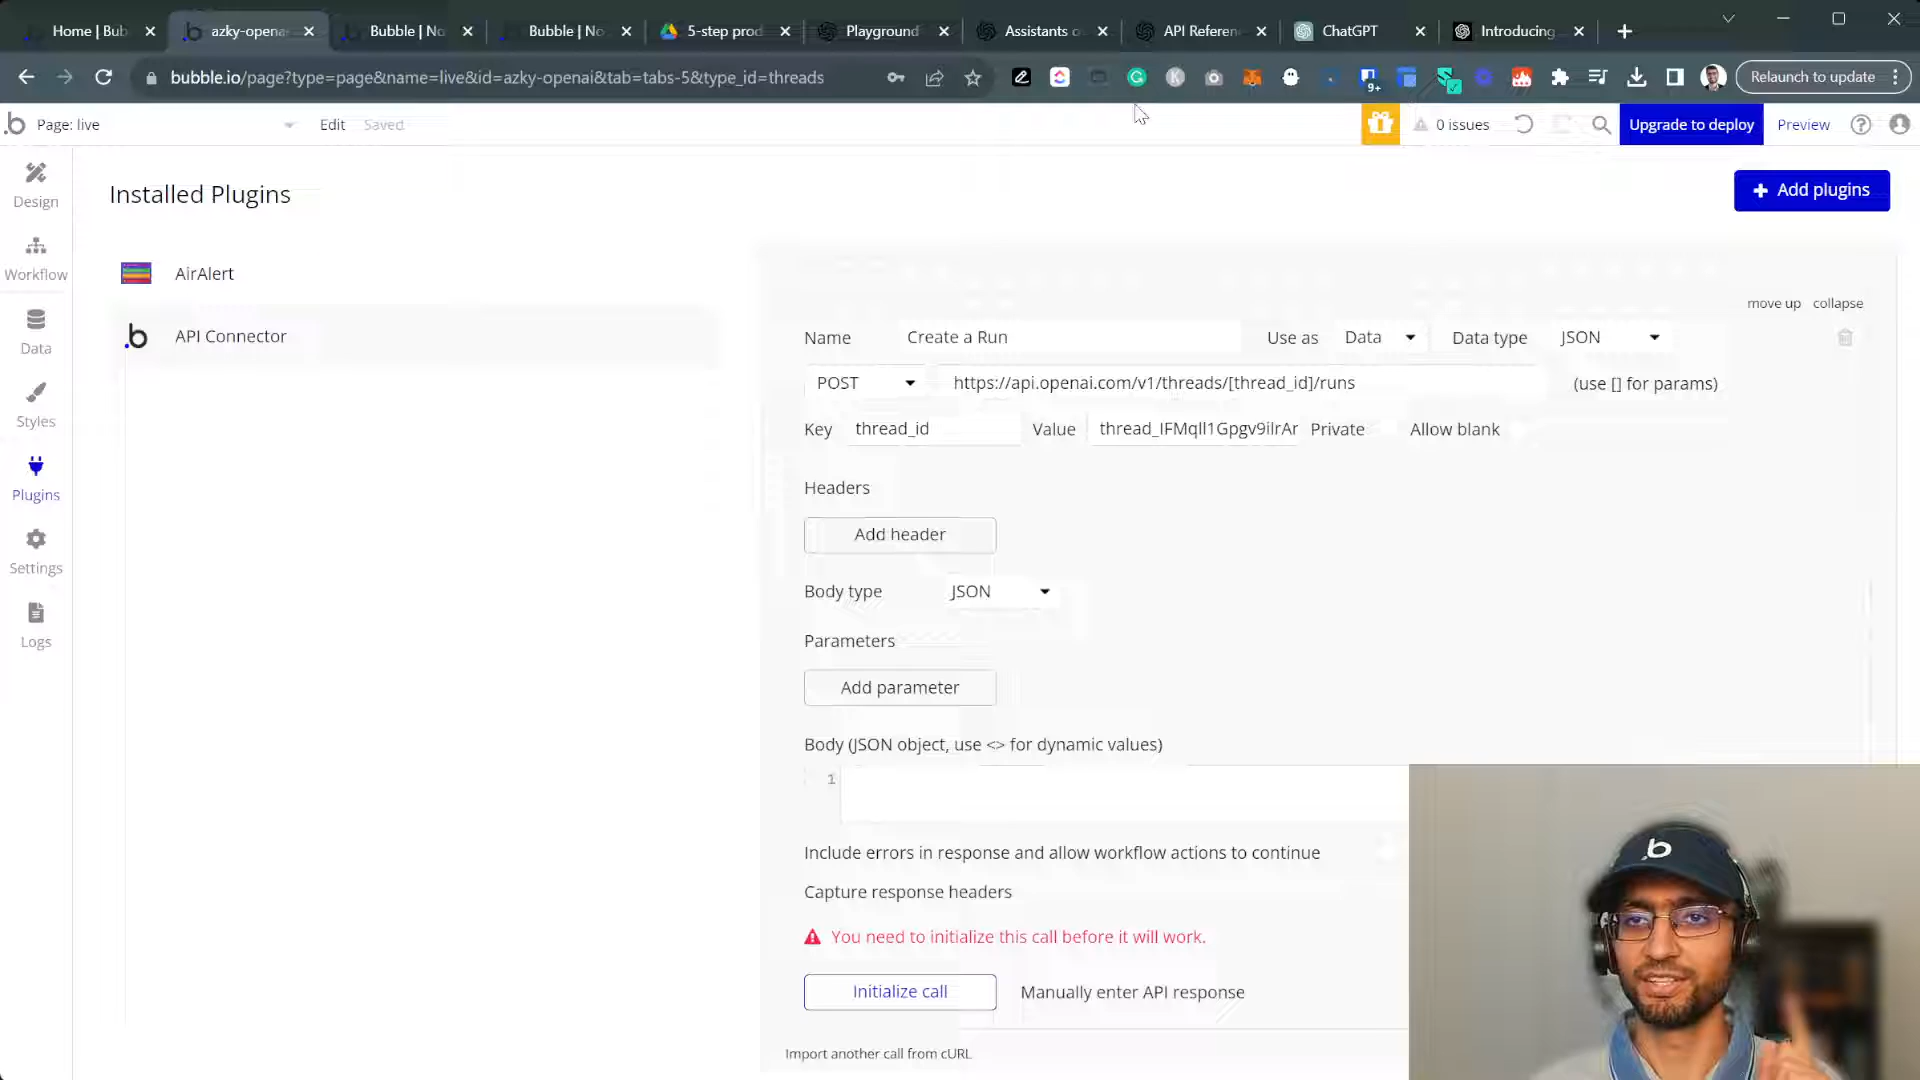 Home | Bub
azky-opena
Bubble | No
Bubble | No
5-step prod
Playground
Assistants o
API Referen
ChatGPT
Introducing
bubble.io/page?type=page&name=live&id=azky-openai&tab=tabs-5&type_id=threads
9+
Relaunch to update
Page: live
Edit
Saved
0 issues
Upgrade to deploy
Preview
Design
Workflow
Data
Styles
Plugins
Settings
Logs
Installed Plugins
Add plugins
AirAlert
API Connector
move up
collapse
Name
Create a Run
Use as
Data
Data type
JSON
POST
https://api.openai.com/v1/threads/[thread_id]/runs
(use [] for params)
Key
thread_id
Value
Private
Allow blank
Headers
Add header
Body type
JSON
Parameters
Add parameter
Body (JSON object, use <> for dynamic values)
1
Include errors in response and allow workflow actions to continue
Capture response headers
You need to initialize this call before it will work.
Initialize call
Manually enter API response
Import another call from cURL